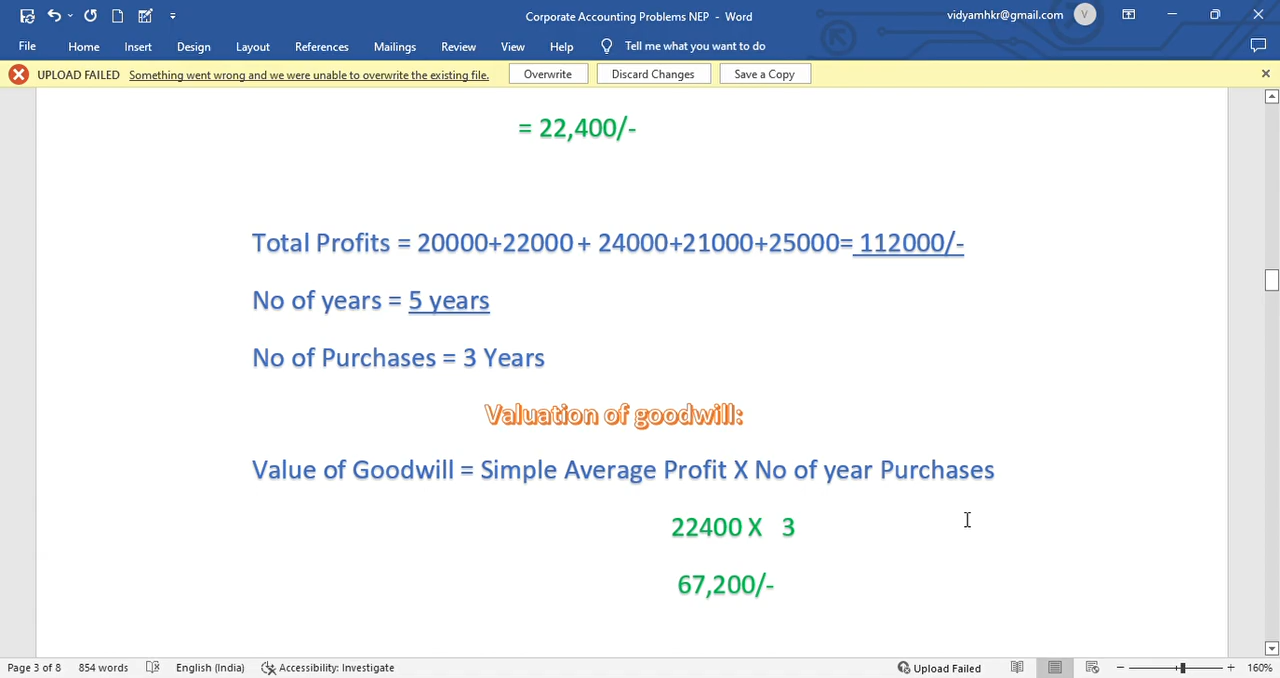 Corporate Accounting Problems NEP - Word
vidyamhkr@gmail.com
V
File Home Insert Design Layout References Mailings Review View Help Tell me what you want to do
UPLOAD FAILED Something went wrong and we were unable to overwrite the existing file. Overwrite Discard Changes Save a Copy
= 22,400/-
Total Profits = 20000+22000 + 24000+21000+25000= 112000/-
No of years = 5 years
No of Purchases = 3 Years
Valuation of goodwill:
Value of Goodwill = Simple Average Profit X No of year Purchases
22400 X 3
67,200/-
Page 3 of 8 854 words English (India) Accessibility: Investigate Upload Failed 160%